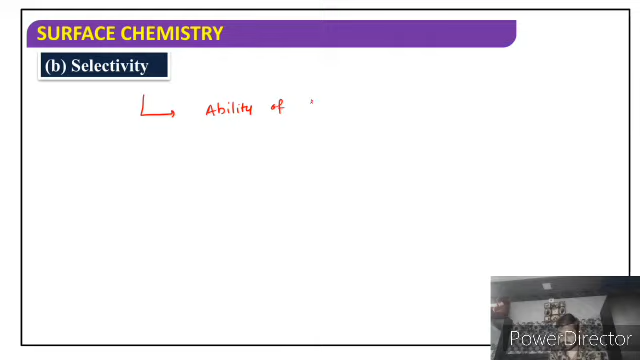 SURFACE CHEMISTRY
(b) Selectivity
Ability of
PowerDirector